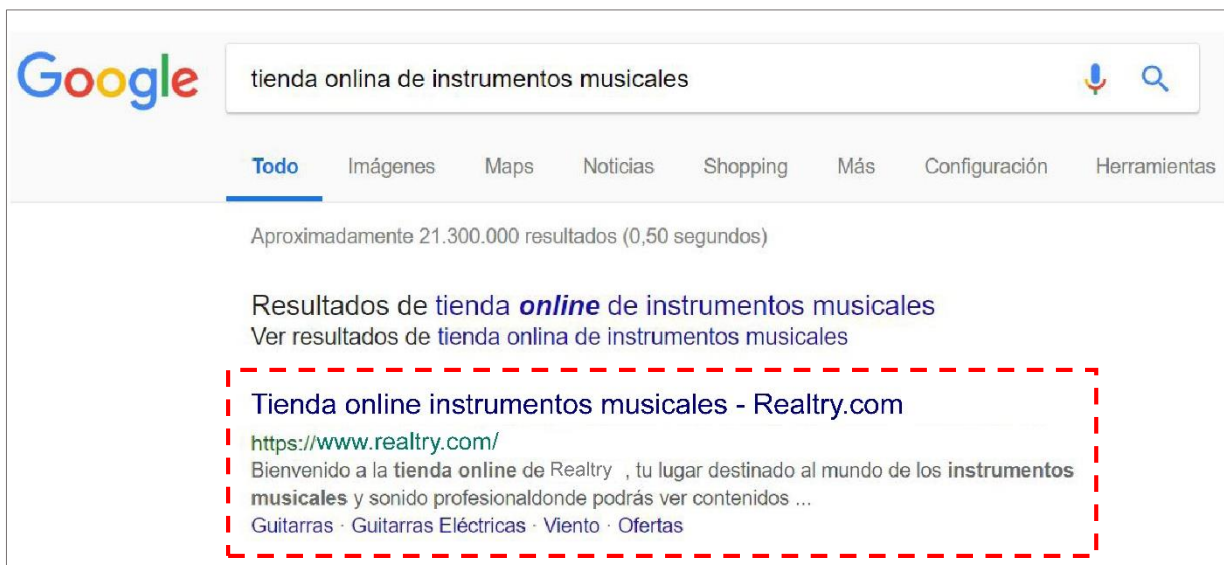 Google
tienda onlina de instrumentos musicales
Todo Imágenes Maps Noticias Shopping Más Configuración Herramientas
Aproximadamente 21.300.000 resultados (0,50 segundos)
Resultados de tienda online de instrumentos musicales
Ver resultados de tienda onlina de instrumentos musicales
Tienda online instrumentos musicales - Realtry.com
https://www.realtry.com/
Bienvenido a la tienda online de Realtry , tu lugar destinado al mundo de los instrumentos
musicales y sonido profesionaldonde podrás ver contenidos ...
Guitarras · Guitarras Eléctricas · Viento · Ofertas